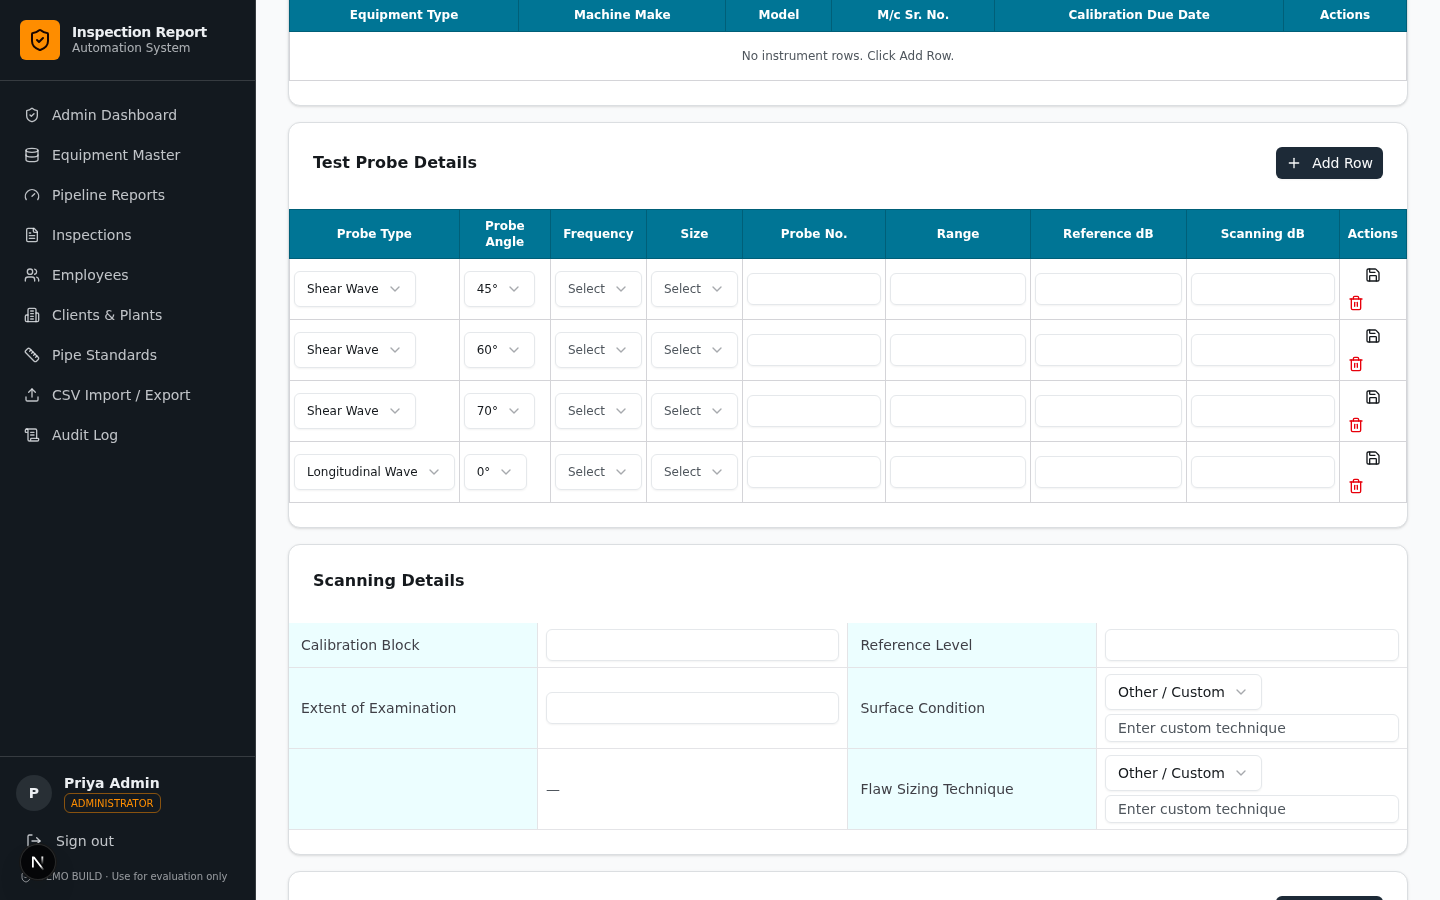 Inspection Report
Automation System
Admin Dashboard
Equipment Master
Pipeline Reports
Inspections
Employees
Clients & Plants
Pipe Standards
CSV Import / Export
Audit Log
P
Priya Admin
ADMINISTRATOR
Sign out
N
MO BUILD · Use for evaluation only
Equipment Type Machine Make Model M/c Sr. No. Calibration Due Date Actions
No instrument rows. Click Add Row.
Test Probe Details
Add Row
Probe Type Probe Angle Frequency Size Probe No. Range Reference dB Scanning dB Actions
Shear Wave 45° Select Select
Shear Wave 60° Select Select
Shear Wave 70° Select Select
Longitudinal Wave 0° Select Select
Scanning Details
Calibration Block Reference Level
Extent of Examination Surface Condition Other / Custom
Enter custom technique
— Flaw Sizing Technique Other / Custom
Enter custom technique